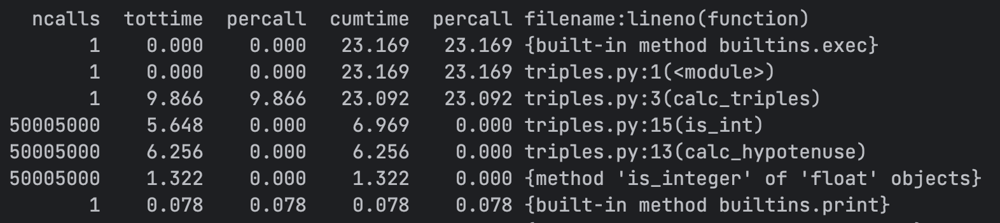 ncalls  tottime  percall  cumtime  percall filename:lineno(function)
1    0.000    0.000   23.169   23.169 {built-in method builtins.exec}
1    0.000    0.000   23.169   23.169 triples.py:1(<module>)
1    9.866    9.866   23.092   23.092 triples.py:3(calc_triples)
50005000    5.648    0.000    6.969    0.000 triples.py:15(is_int)
50005000    6.256    0.000    6.256    0.000 triples.py:13(calc_hypotenuse)
50005000    1.322    0.000    1.322    0.000 {method 'is_integer' of 'float' objects}
1    0.078    0.078    0.078    0.078 {built-in method builtins.print}